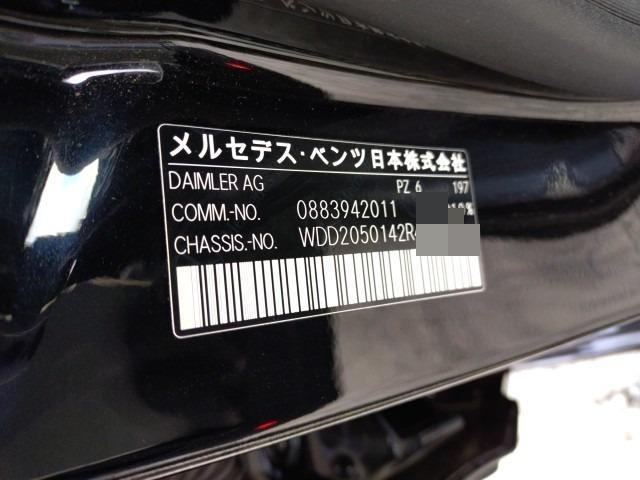 メルセデス・ベンツ日本株式会社
DAIMLER AG PZ 6 197
COMM.-NO. 0883942011
CHASSIS.-NO. WDD2050142R